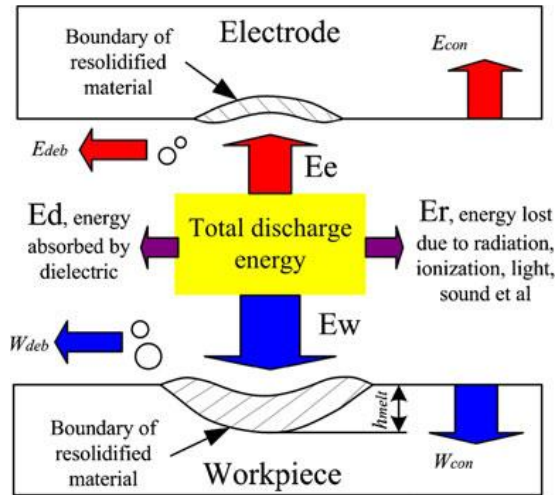 Electrode
Boundary of
resolidified
material
Econ
Edeb
Ee
Ed, energy
absorbed by
dielectric
Total discharge
energy
Er, energy lost
due to radiation,
ionization, light,
sound et al
Ew
Wdeb
hmelt
Boundary of
resolidified
material
Wcon
Workpiece